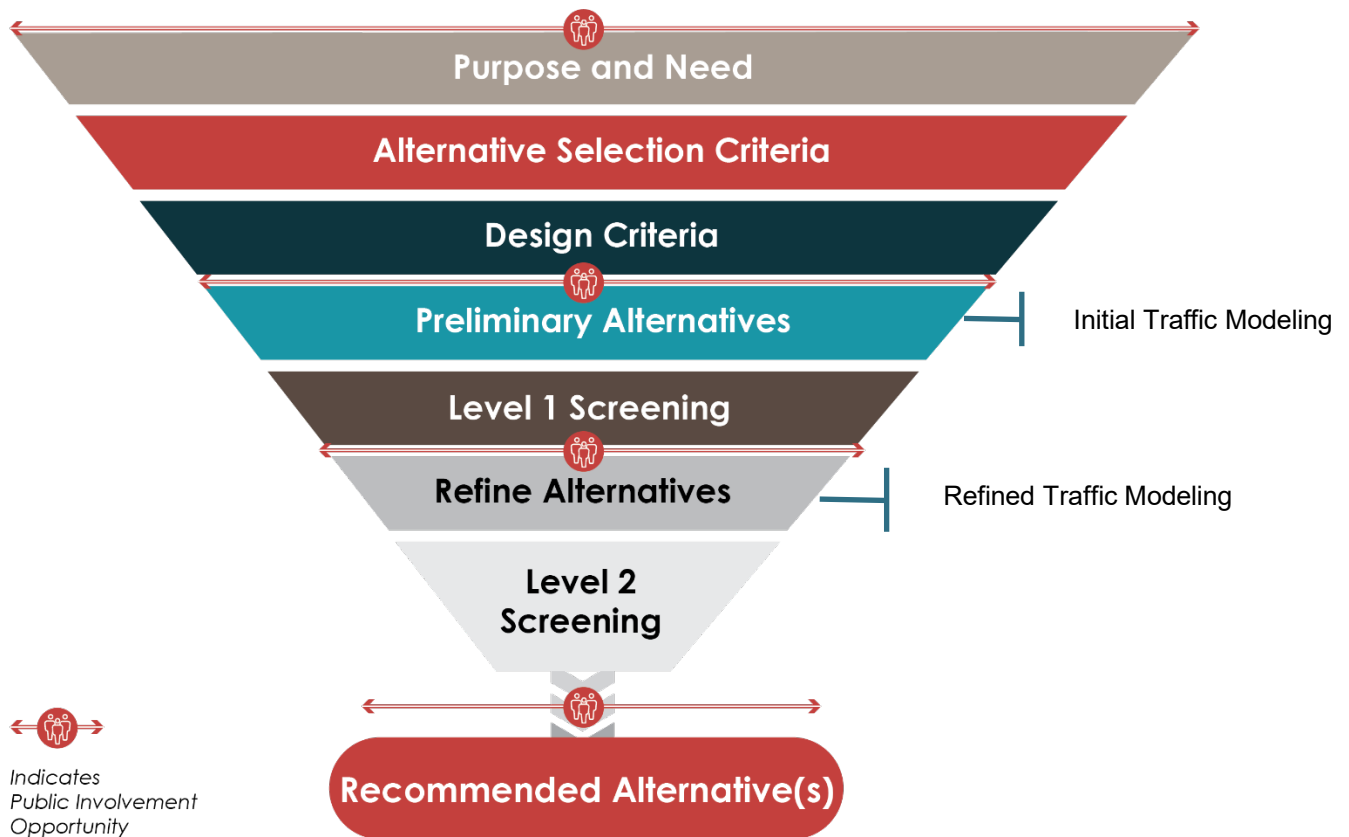 Purpose and Need
Alternative Selection Criteria
Design Criteria
Preliminary Alternatives
Initial Traffic Modeling
Level 1 Screening
Refine Alternatives
Refined Traffic Modeling
Level 2
Screening
Recommended Alternative(s)
Indicates
Public Involvement
Opportunity